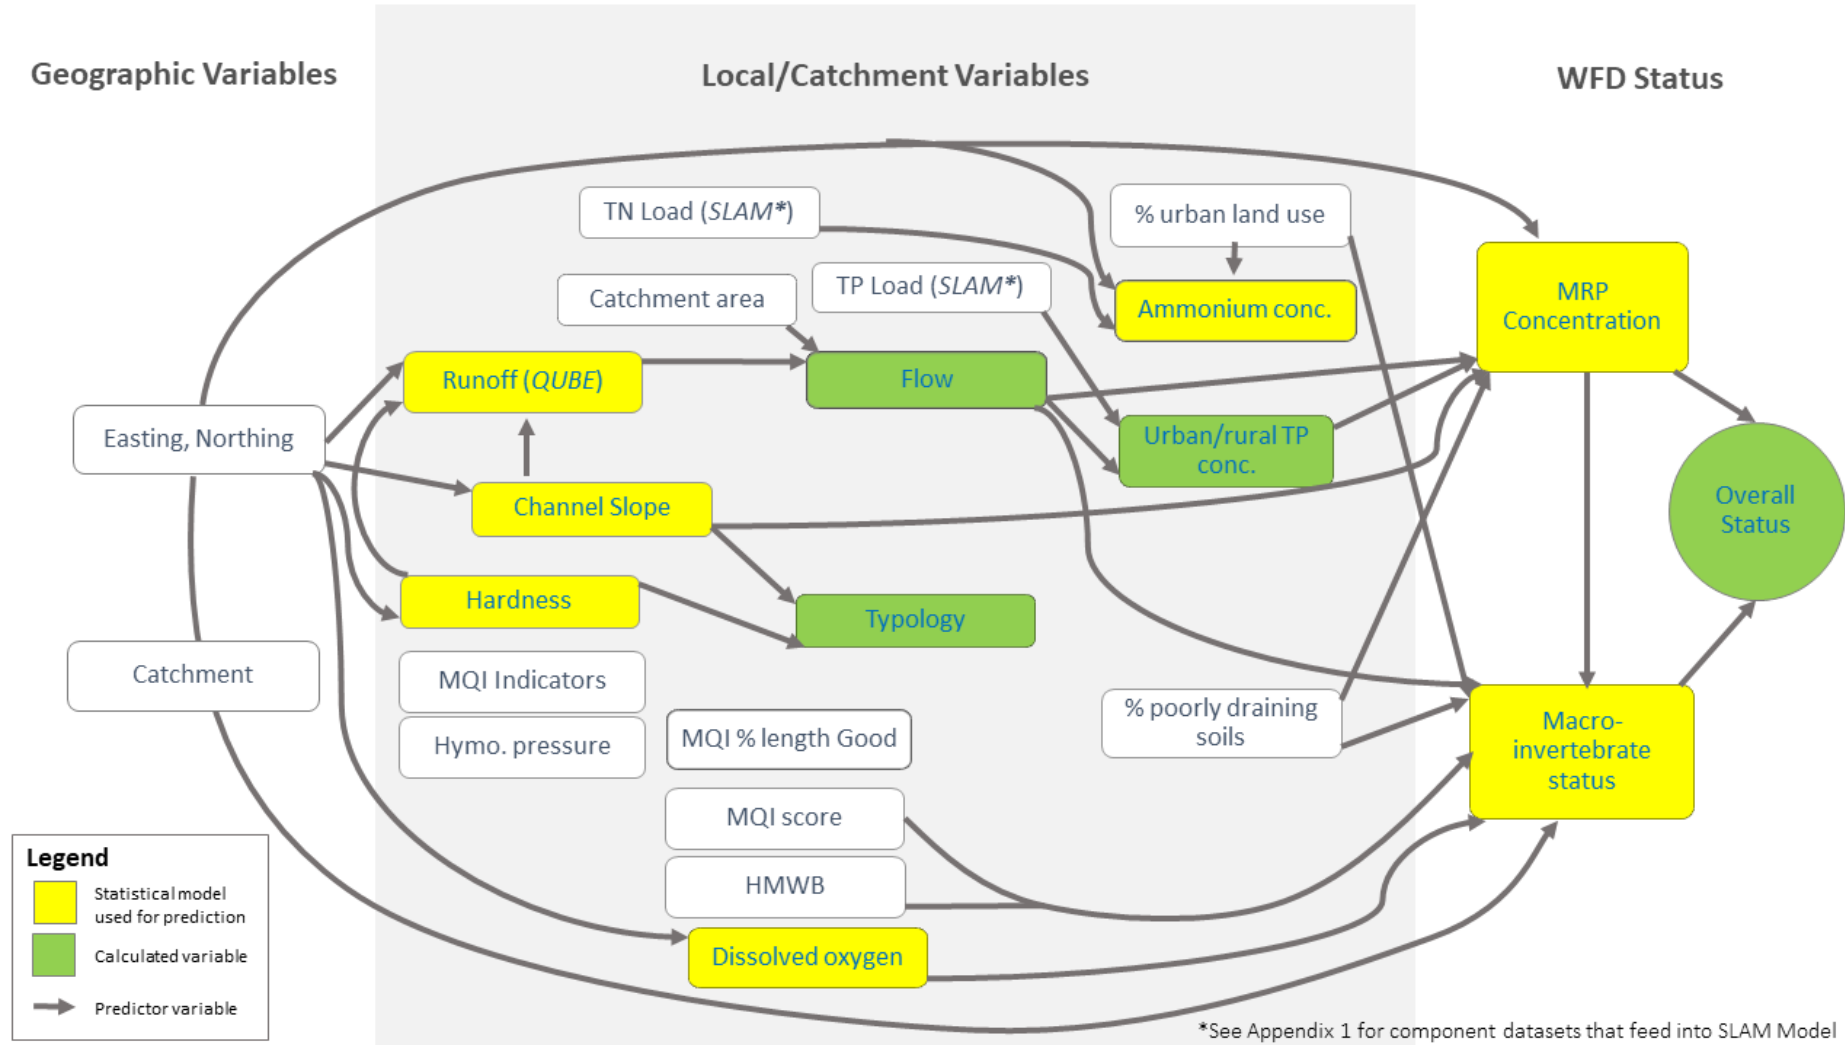 Geographic Variables
Local/Catchment Variables
WFD Status
TN Load (SLAM*)
% urban land use
Catchment area
TP Load (SLAM*)
Ammonium conc.
MRP
Concentration
Runoff (QUBE)
Flow
Easting, Northing
Urban/rural TP
conc.
Channel Slope
Overall
Status
Hardness
Typology
Catchment
MQI Indicators
Hymo. pressure
MQI % length Good
% poorly draining
soils
Macro-
invertebrate
status
MQI score
HMWB
Dissolved oxygen
Legend
Statistical model
used for prediction
Calculated variable
Predictor variable
*See Appendix 1 for component datasets that feed into SLAM Model